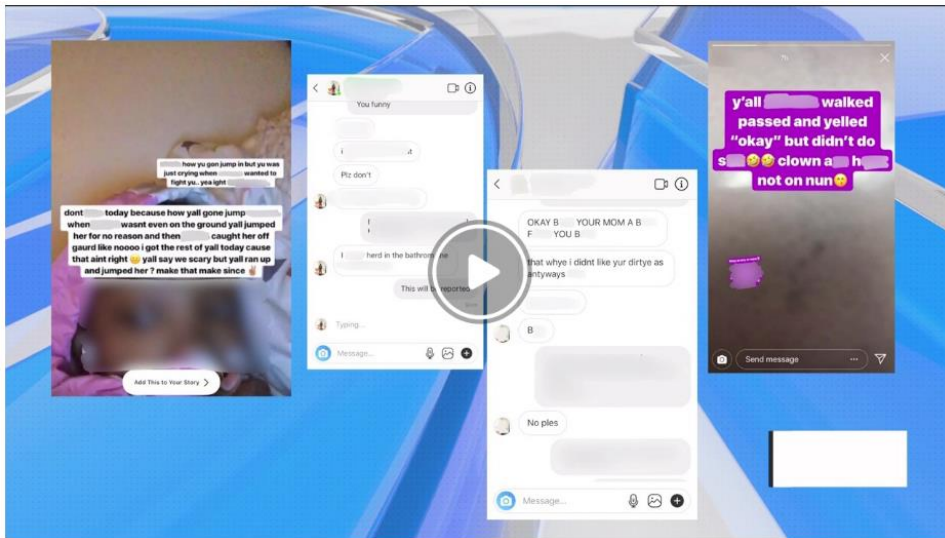 how yu gon jump in but yu was
just crying when wanted to
fight yu.. yea ight
dont today because how yall gone jump
when wasnt even on the ground yall jumped
her for no reason and then caught her off
gaurd like noooo i got the rest of yall today cause
that aint right 🙄 yall say we scary but yall ran up
and jumped her ? make that make since ✌🏽
Add This to Your Story >
You funny
i
Plz don't
I herd in the bathroom
This will be reported
Typing...
Message...
OKAY B YOUR MOM A B
F YOU B
that whye i didnt like yur dirtye as
antyways
B
No ples
Message...
y'all walked
passed and yelled
“okay” but didn't do
s 🤣🤣 clown a h
not on nun🤫
Send message